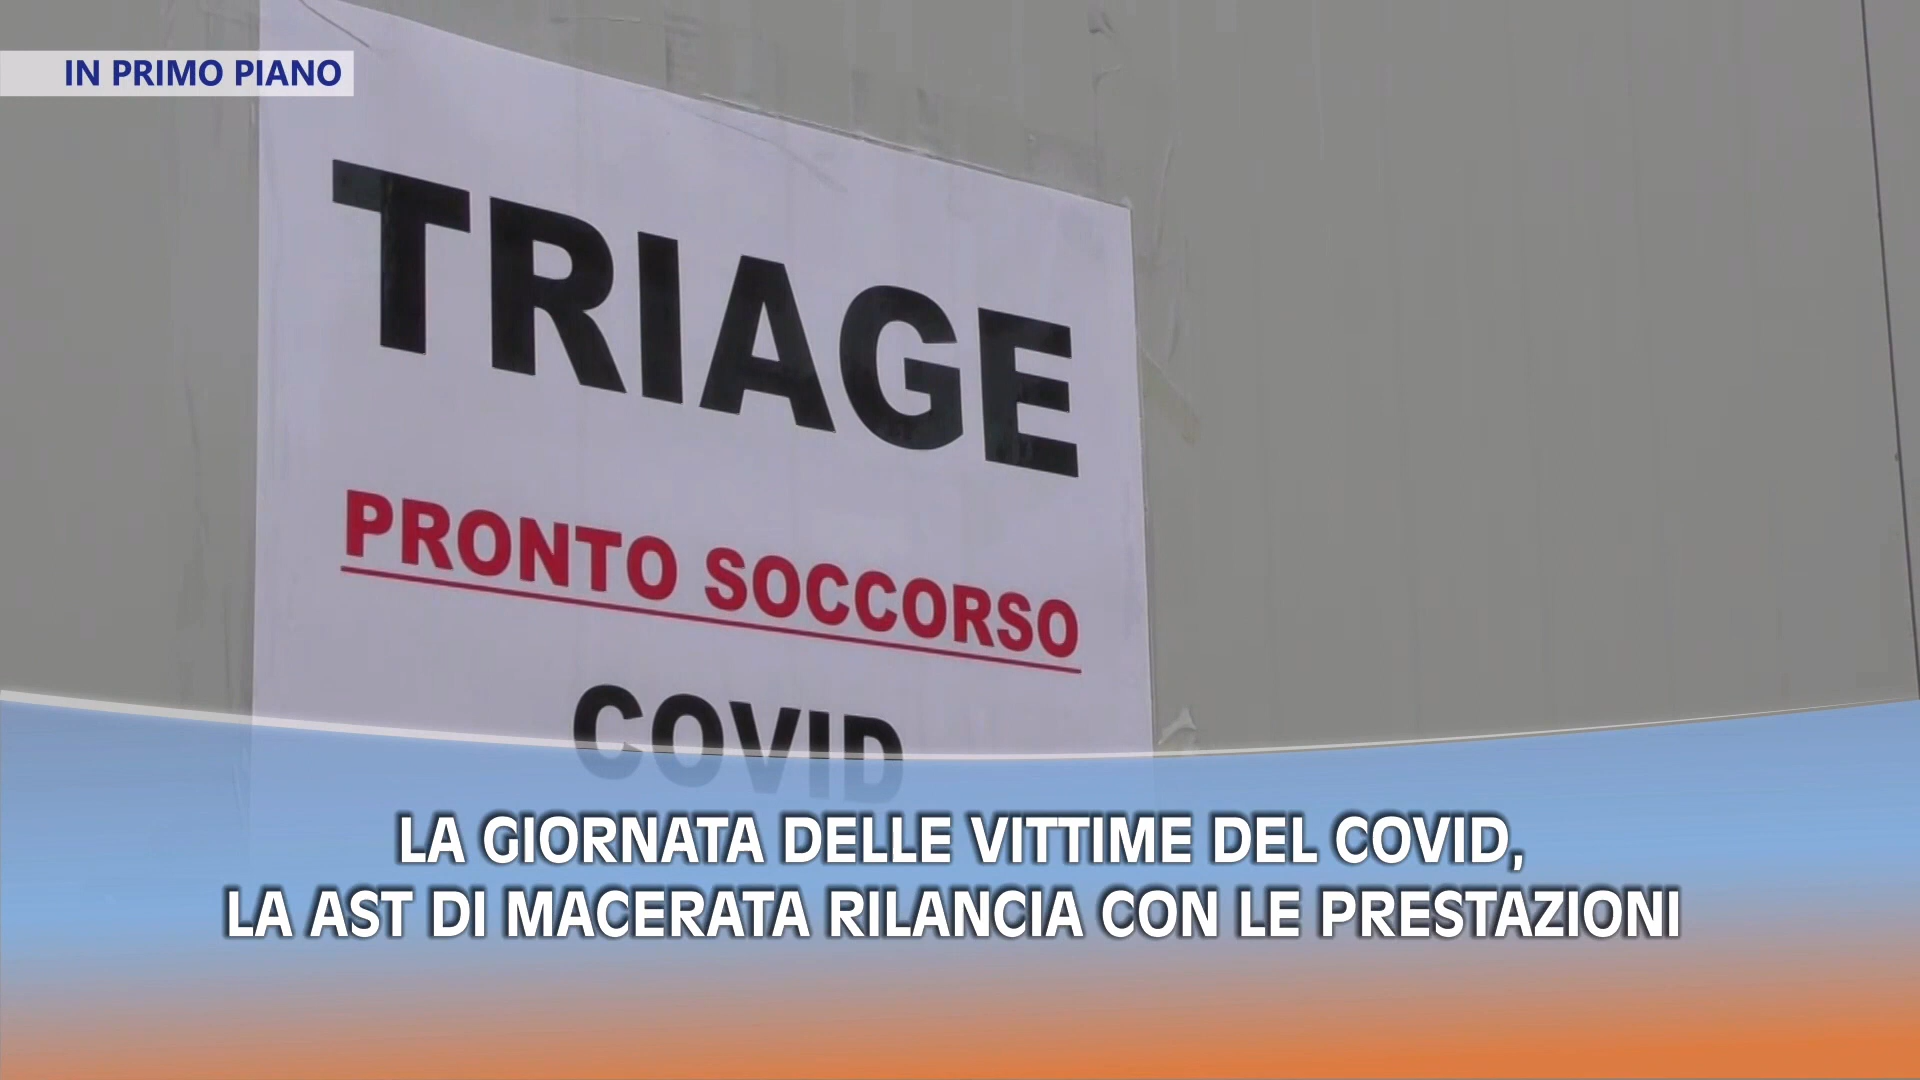 IN PRIMO PIANO
TRIAGE
PRONTO SOCCORSO
COVID
LA GIORNATA DELLE VITTIME DEL COVID,
LA AST DI MACERATA RILANCIA CON LE PRESTAZIONI